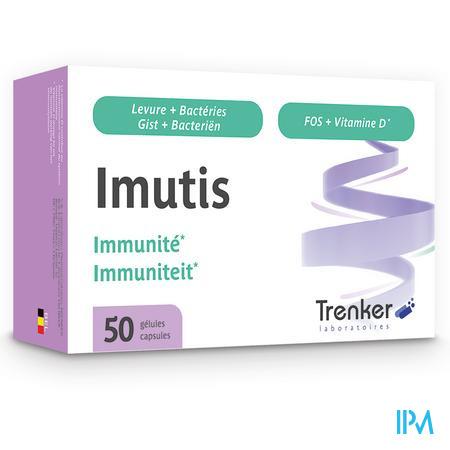 Levure + Bactéries
Gist + Bacteriën
FOS + Vitamine D*
Imutis
Immunité*
Immuniteit*
50 gélules
capsules
Trenker
laboratoires
IPM